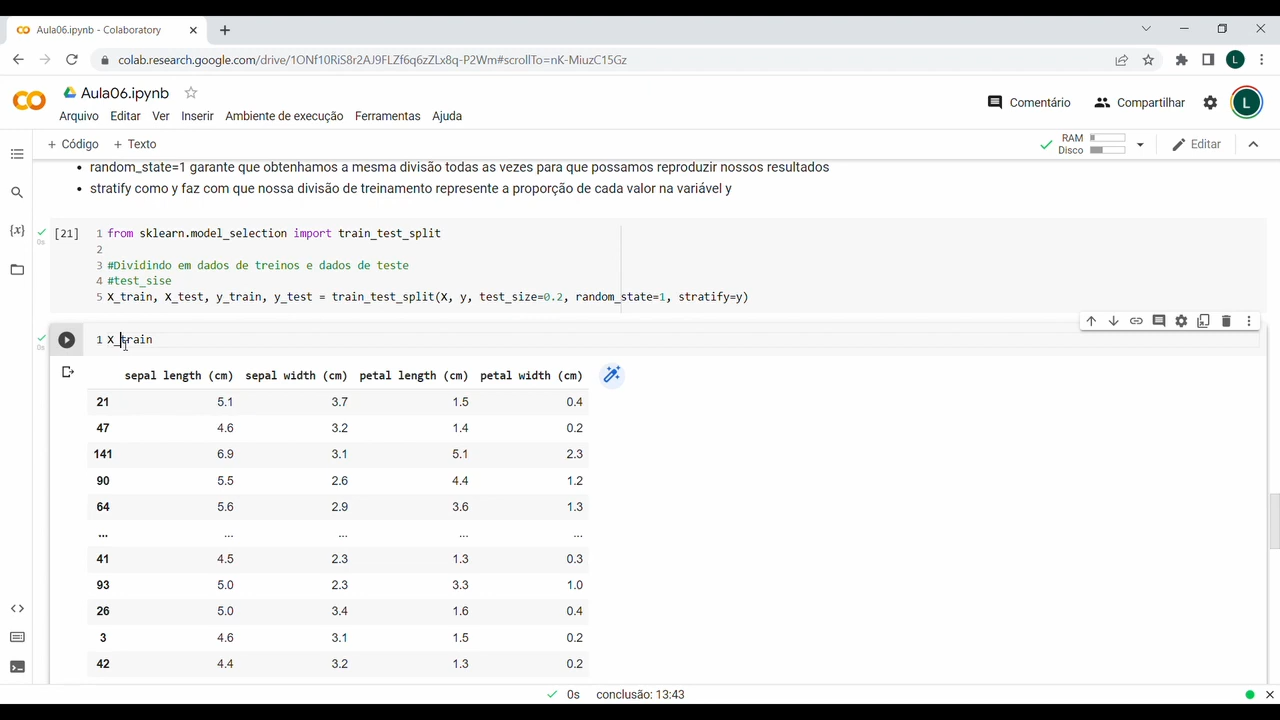 Aula06.ipynb - Colaboratory
colab.research.google.com/drive/1ONf10RiS8r2AJ9FLZf6q6zZLx8q-P2Wm#scrollTo=nK-MiuzC15Gz
L
CO
Aula06.ipynb
Comentário
Compartilhar
L
Arquivo Editar Ver Inserir Ambiente de execução Ferramentas Ajuda
+ Código + Texto
RAM
Disco
Editar
• random_state=1 garante que obtenhamos a mesma divisão todas as vezes para que possamos reproduzir nossos resultados
• stratify como y faz com que nossa divisão de treinamento represente a proporção de cada valor na variável y
{x}
0s
[21] 1 from sklearn.model_selection import train_test_split
2
3 #Dividindo em dados de treinos e dados de teste
4 #test_sise
5 X_train, X_test, y_train, y_test = train_test_split(X, y, test_size=0.2, random_state=1, stratify=y)
0s
1 X_train
sepal length (cm) sepal width (cm) petal length (cm) petal width (cm)
21 5.1 3.7 1.5 0.4
47 4.6 3.2 1.4 0.2
141 6.9 3.1 5.1 2.3
90 5.5 2.6 4.4 1.2
64 5.6 2.9 3.6 1.3
... ... ... ... ...
41 4.5 2.3 1.3 0.3
93 5.0 2.3 3.3 1.0
26 5.0 3.4 1.6 0.4
3 4.6 3.1 1.5 0.2
42 4.4 3.2 1.3 0.2
0s conclusão: 13:43